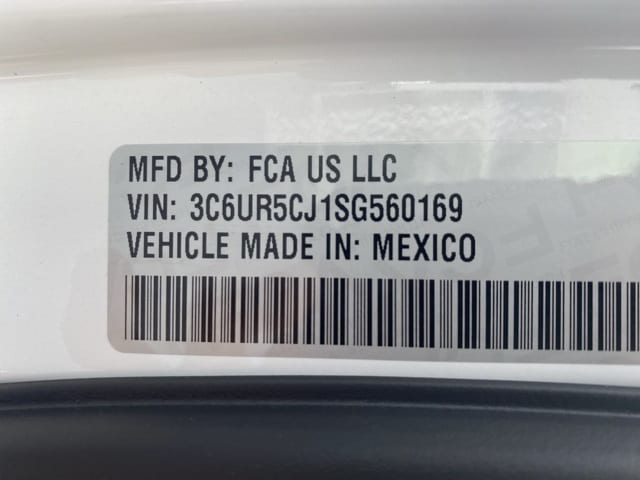 MFD BY: FCA US LLC
VIN: 3C6UR5CJ1SG560169
VEHICLE MADE IN: MEXICO